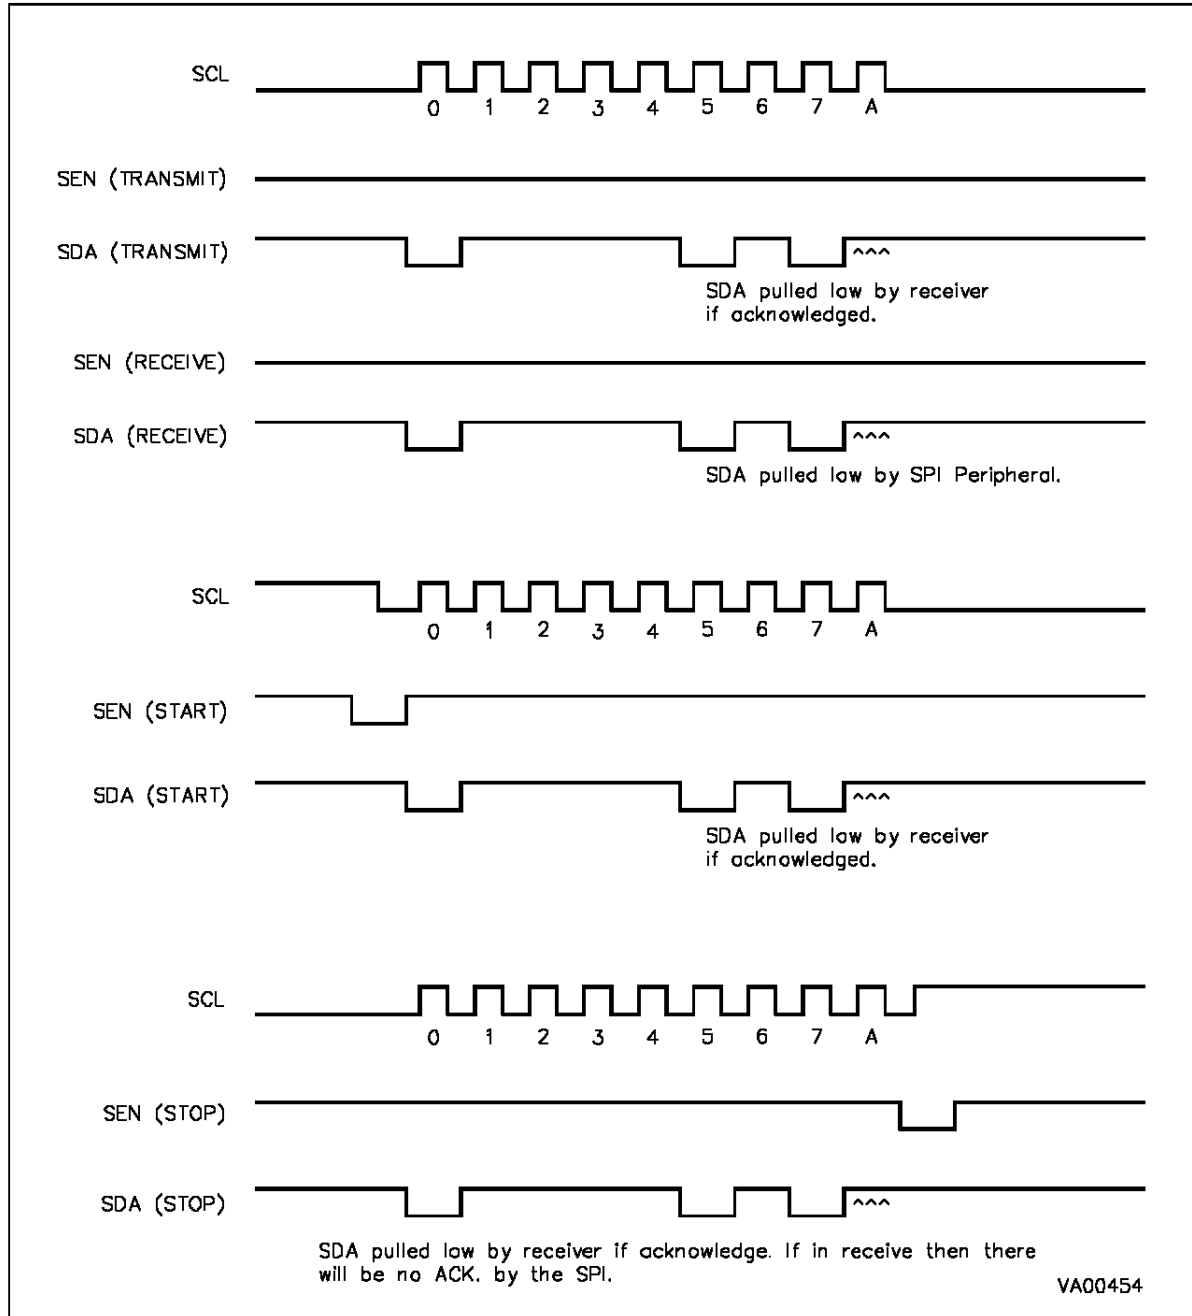 SCL
0 1 2 3 4 5 6 7 A
SEN (TRANSMIT)
SDA (TRANSMIT) ^^^
SDA pulled low by receiver
if acknowledged.
SEN (RECEIVE)
SDA (RECEIVE) ^^^
SDA pulled low by SPI Peripheral.
SCL
0 1 2 3 4 5 6 7 A
SEN (START)
SDA (START) ^^^
SDA pulled low by receiver
if acknowledged.
SCL
0 1 2 3 4 5 6 7 A
SEN (STOP)
SDA (STOP) ^^^
SDA pulled low by receiver if acknowledge. If in receive then there
will be no ACK. by the SPI.
VA00454